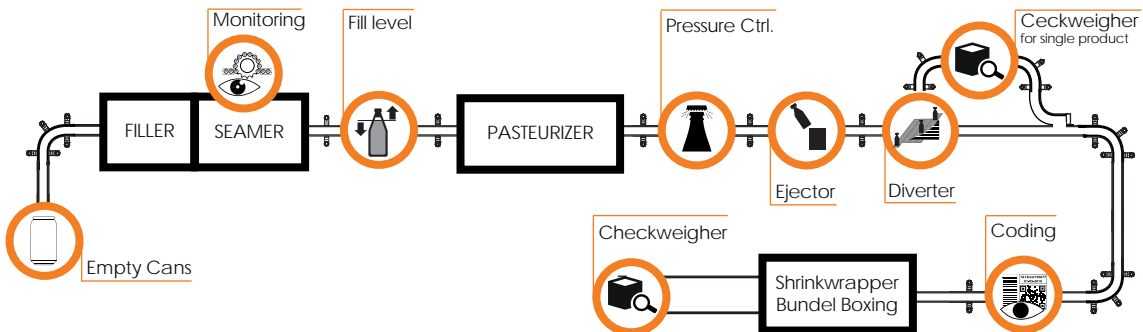 Monitoring
Fill level
Pressure Ctrl.
Ceckweigher
for single product
FILLER
SEAMER
PASTEURIZER
Ejector
Diverter
Empty Cans
Checkweigher
Shrinkwrapper
Bundel Boxing
Coding